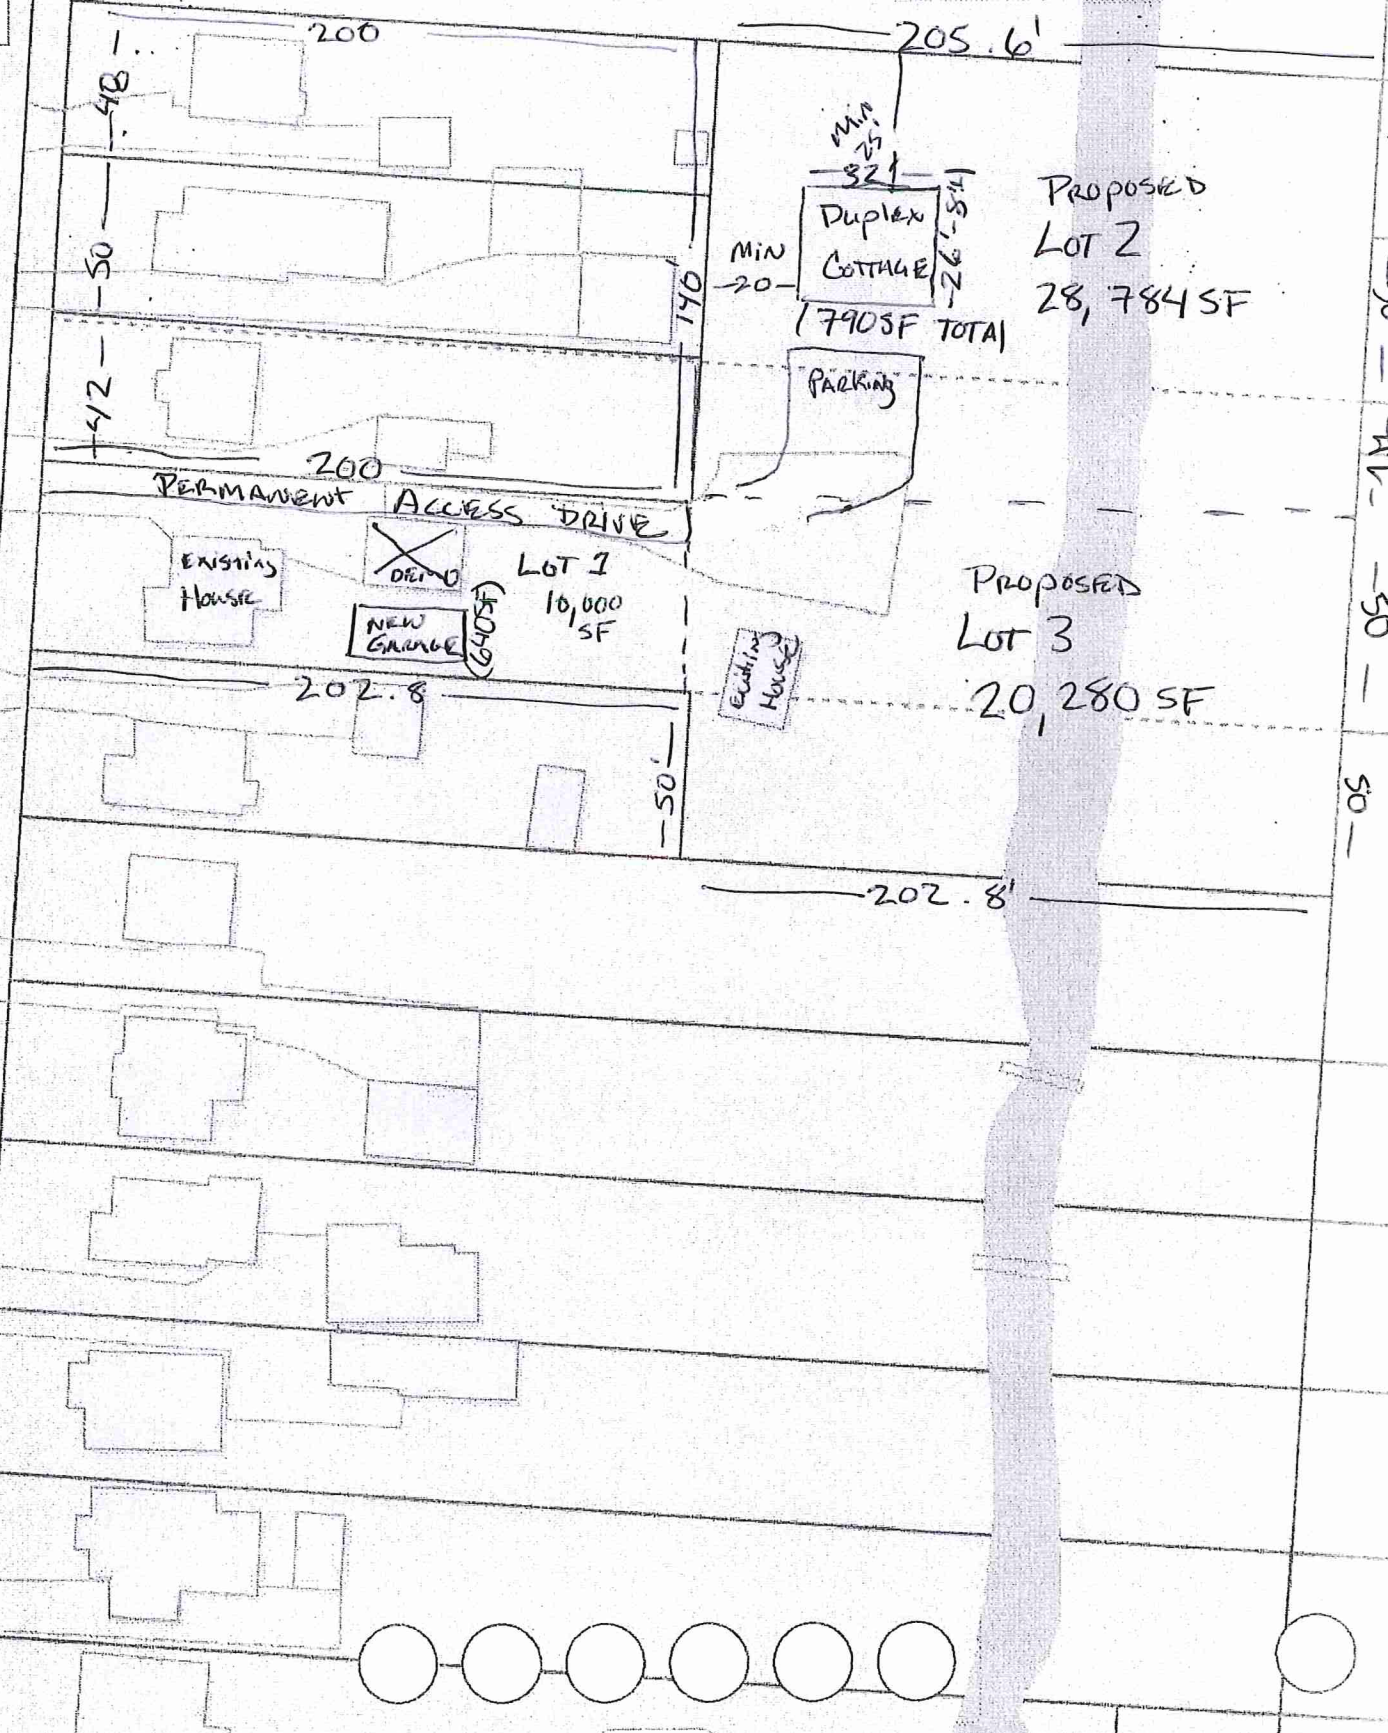 200
205.6'
48
Min
25'
32'
Duplex
COTTAGE
26'-8"
MIN
20
1790SF TOTAL
PROPOSED
LOT 2
28,784 SF
50
140'
42
PARKING
200
PERMANENT ACCESS DRIVE
EXISTING
HOUSE
DEMO
NEW
GARAGE
(640SF)
LOT 1
10,000
SF
Existing
House
PROPOSED
LOT 3
20,280 SF
50
202.8
50'
50
202.8'